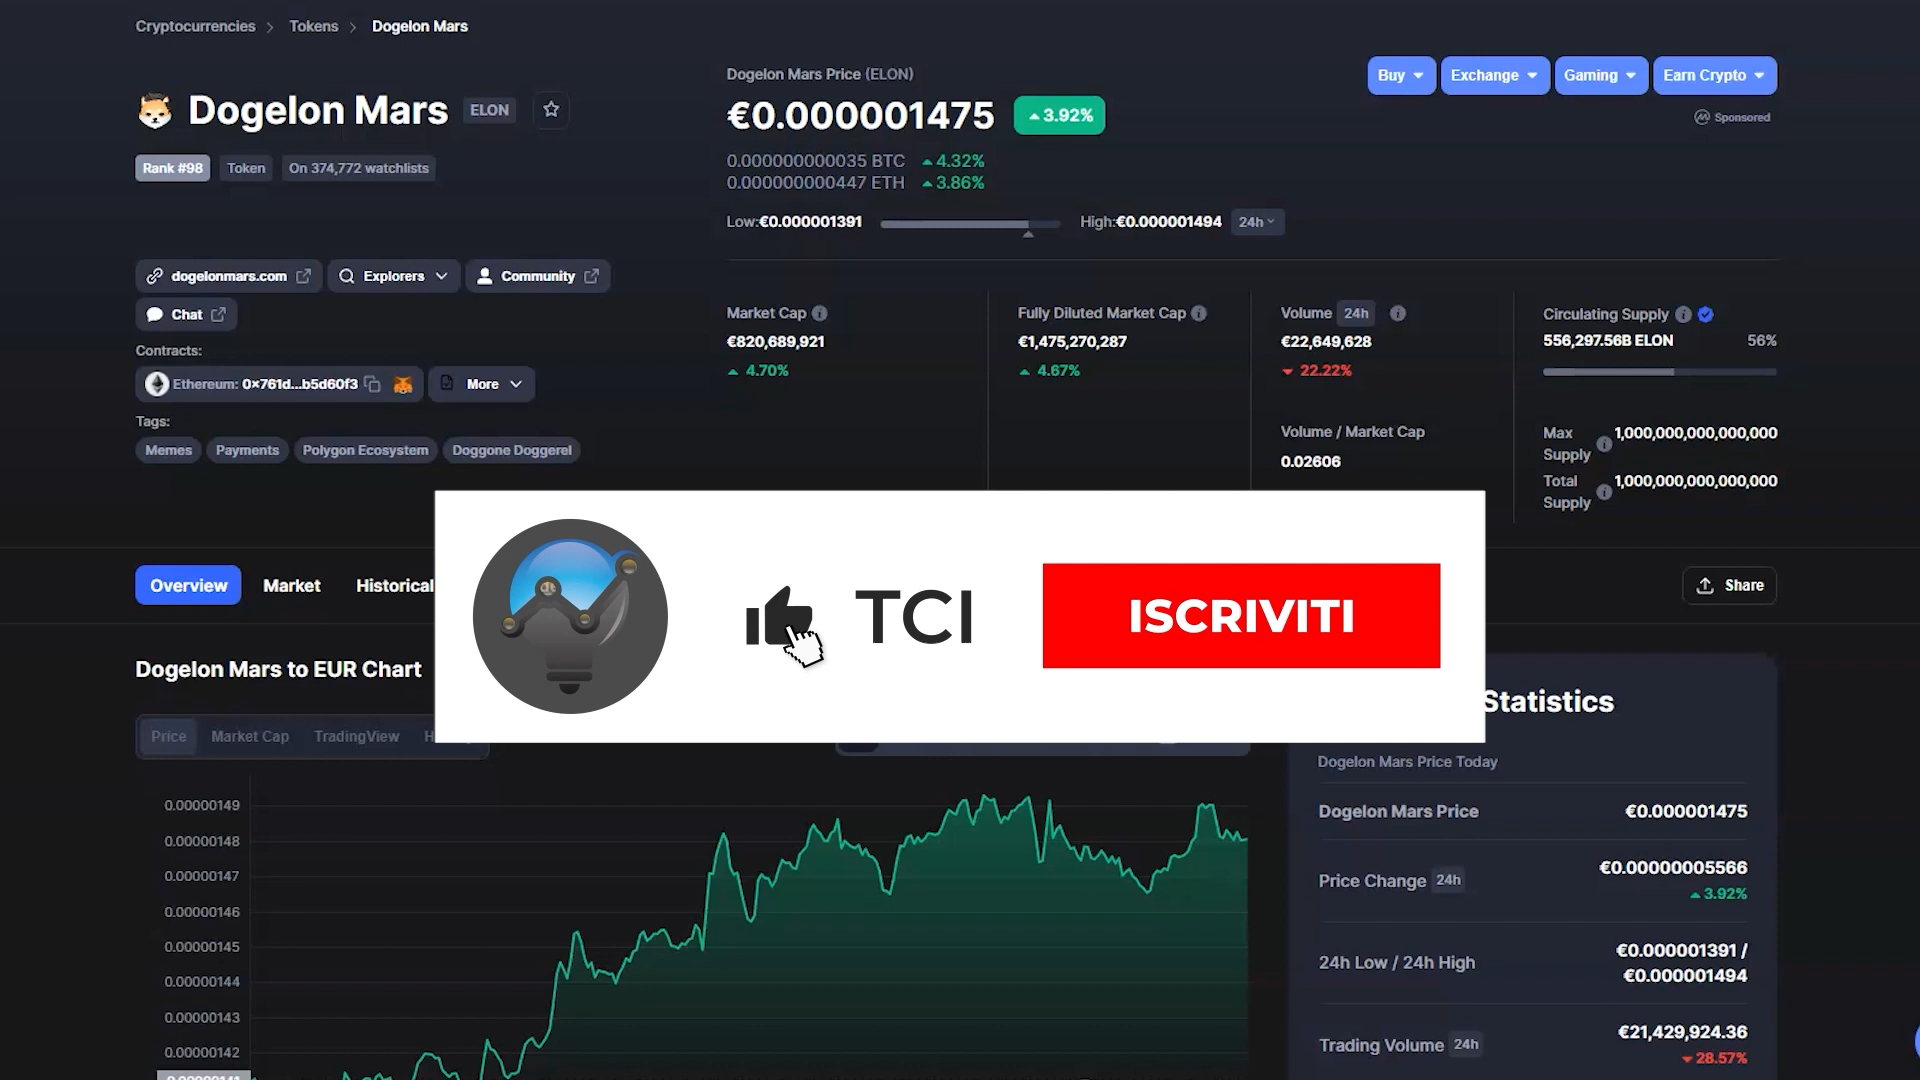 Cryptocurrencies > Tokens > Dogelon Mars
Dogelon Mars ELON
Rank #98 Token On 374,772 watchlists
dogelonmars.com Explorers Community
Chat
Contracts:
Ethereum: 0x761d...b5d60f3 More
Tags:
Memes Payments Polygon Ecosystem Doggone Doggerel
Dogelon Mars Price (ELON)
€0.000001475 3.92%
0.000000000035 BTC 4.32%
0.000000000447 ETH 3.86%
Low:€0.000001391 High:€0.000001494 24h
Buy Exchange Gaming Earn Crypto
Sponsored
Market Cap
€820,689,921
4.70%
Fully Diluted Market Cap
€1,475,270,287
4.67%
Volume 24h
€22,649,628
22.22%
Volume / Market Cap
0.02606
Circulating Supply
556,297.56B ELON 56%
Max Supply 1,000,000,000,000,000
Total Supply 1,000,000,000,000,000
Overview Market Historical
Share
TCI
ISCRIVITI
Dogelon Mars to EUR Chart
Price Market Cap TradingView
0.00000149
0.00000148
0.00000147
0.00000146
0.00000145
0.00000144
0.00000143
0.00000142
Statistics
Dogelon Mars Price Today
Dogelon Mars Price €0.000001475
Price Change 24h €0.00000005566
3.92%
24h Low / 24h High €0.000001391 /
€0.000001494
Trading Volume 24h €21,429,924.36
28.57%